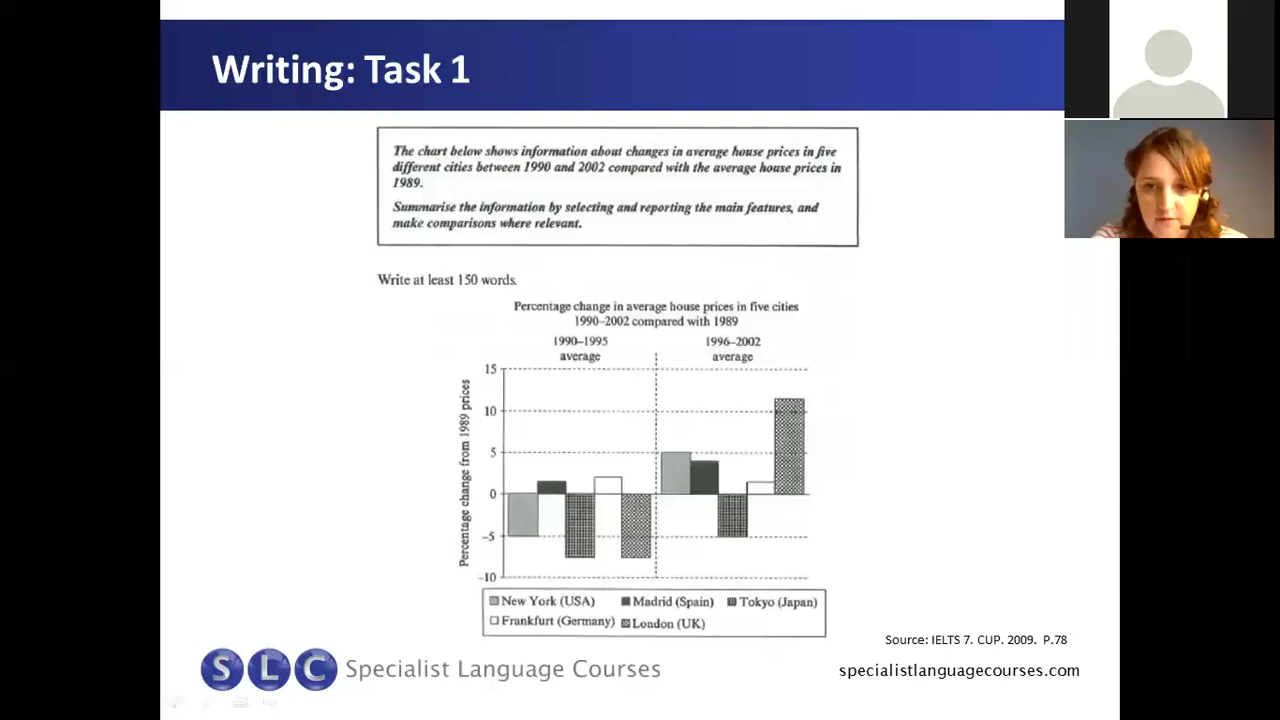 Writing: Task 1
The chart below shows information about changes in average house prices in five
different cities between 1990 and 2002 compared with the average house prices in
1989.
Summarise the information by selecting and reporting the main features, and
make comparisons where relevant.
Write at least 150 words.
Percentage change in average house prices in five cities
1990–2002 compared with 1989
1990–1995
average
1996–2002
average
Percentage change from 1989 prices
15
10
5
0
−5
−10
New York (USA)
Madrid (Spain)
Tokyo (Japan)
Frankfurt (Germany)
London (UK)
Source: IELTS 7. CUP. 2009. P.78
SLC Specialist Language Courses
specialistlanguagecourses.com